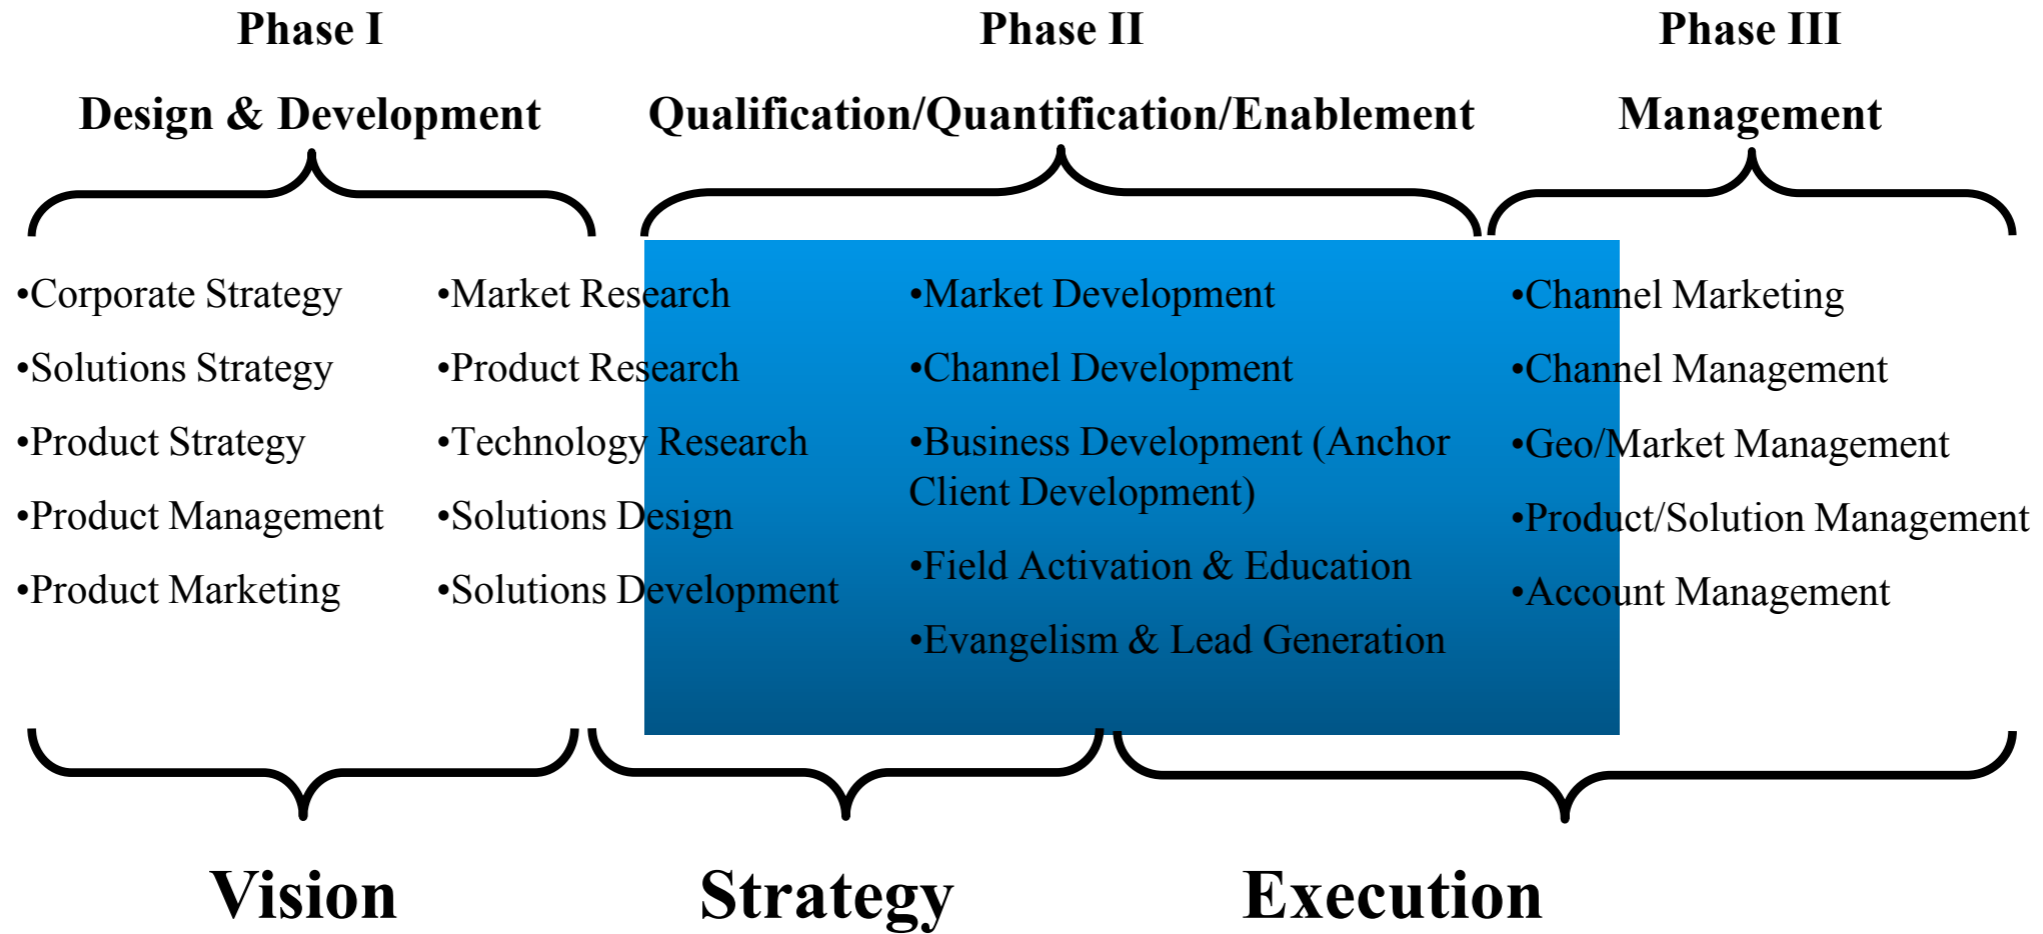 Phase I
Design & Development
Phase II
Qualification/Quantification/Enablement
Phase III
Management
•Corporate Strategy
•Solutions Strategy
•Product Strategy
•Product Management
•Product Marketing
•Market Research
•Product Research
•Technology Research
•Solutions Design
•Solutions Development
•Market Development
•Channel Development
•Business Development (Anchor
Client Development)
•Field Activation & Education
•Evangelism & Lead Generation
•Channel Marketing
•Channel Management
•Geo/Market Management
•Product/Solution Management
•Account Management
Vision
Strategy
Execution